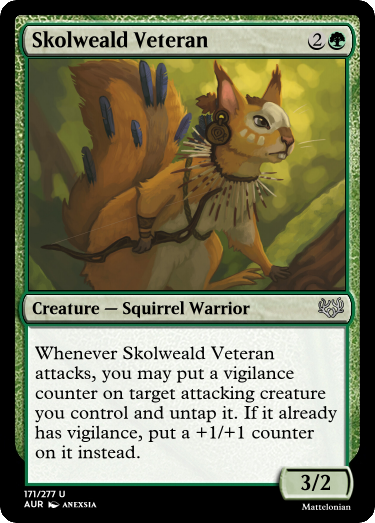 Skolweald Veteran 2
Creature — Squirrel Warrior
Whenever Skolweald Veteran
attacks, you may put a vigilance
counter on target attacking creature
you control and untap it. If it already
has vigilance, put a +1/+1 counter
on it instead.
3/2
171/277 U
AUR ANEXSIA
Mattelonian